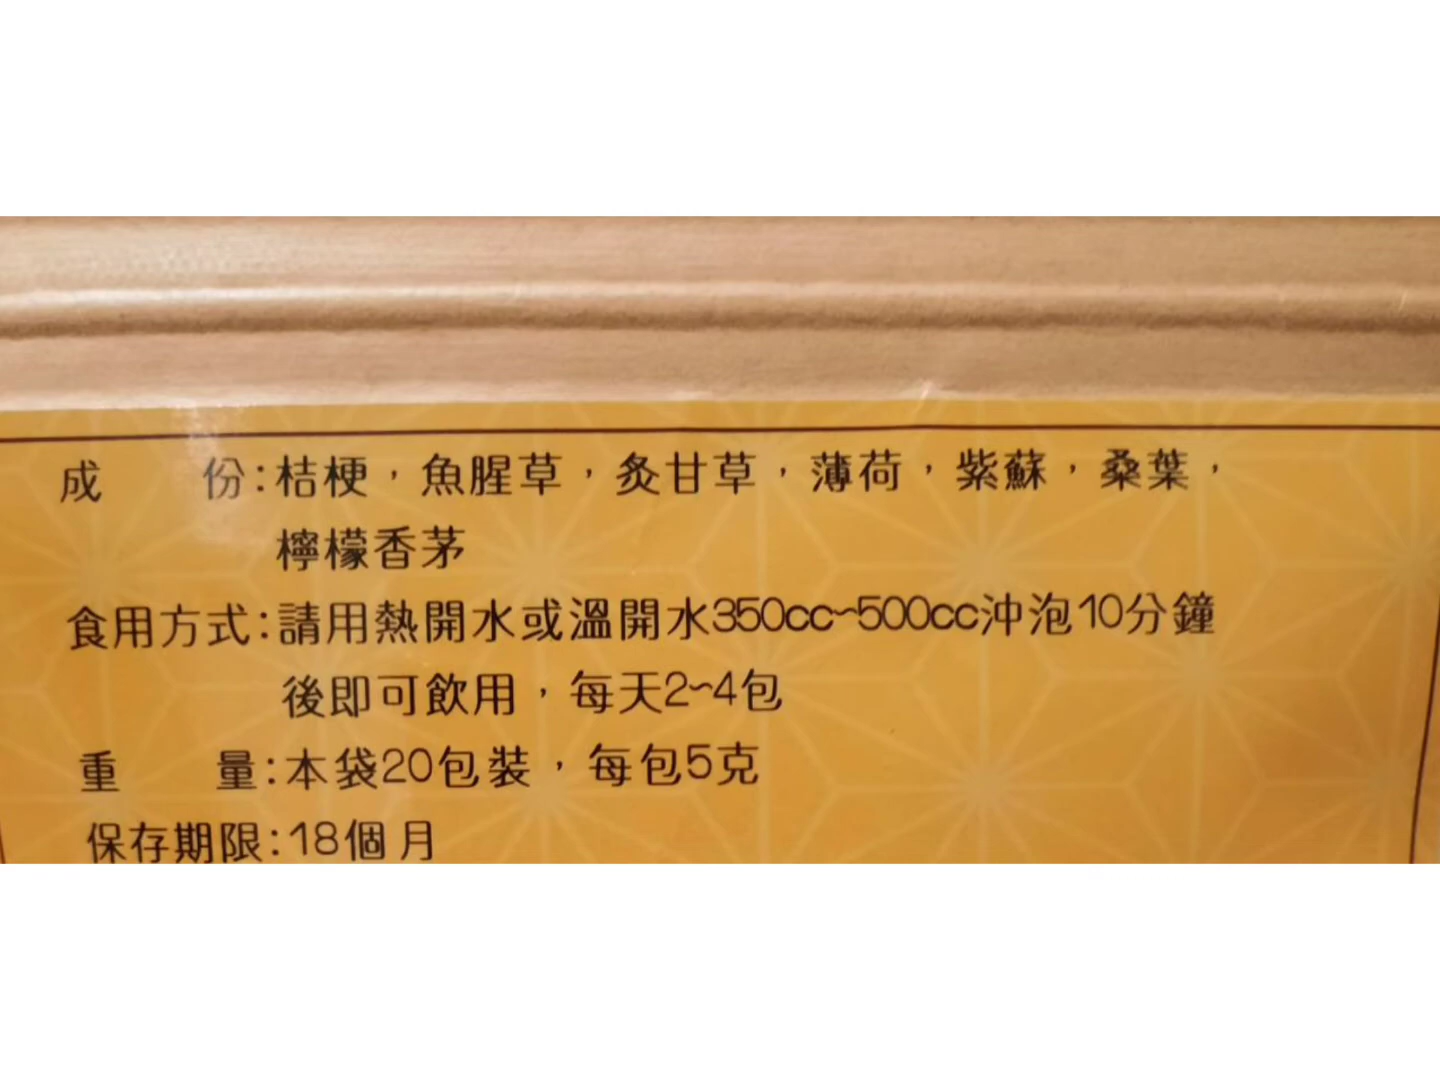 成份:桔梗,魚腥草,炙甘草,薄荷,紫蘇,桑葉,
檸檬香茅
食用方式:請用熱開水或溫開水350cc~500cc沖泡10分鐘
後即可飲用,每天2~4包
重量:本袋20包裝,每包5克
保存期限:18個月